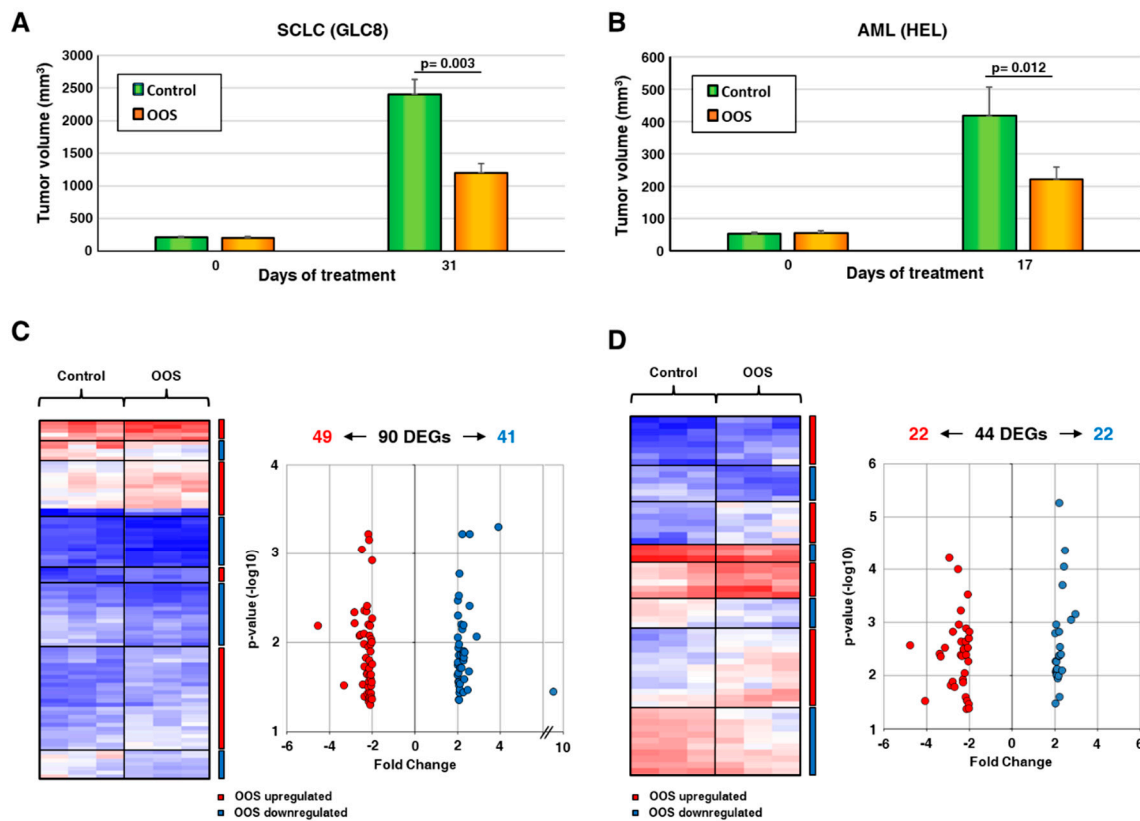 A
SCLC (GLC8)
Tumor volume (mm³)
3000
2500
2000
1500
1000
500
0
Control
OOS
p= 0.003
0
31
Days of treatment
B
AML (HEL)
Tumor volume (mm³)
600
500
400
300
200
100
0
Control
OOS
p= 0.012
0
17
Days of treatment
C
Control
OOS
49 ← 90 DEGs → 41
p-value (-log10)
4
3
2
1
-6
-4
-2
0
2
4
6
10
Fold Change
OOS upregulated
OOS downregulated
D
Control
OOS
22 ← 44 DEGs → 22
p-value (-log10)
6
5
4
3
2
1
-6
-4
-2
0
2
4
6
Fold Change
OOS upregulated
OOS downregulated